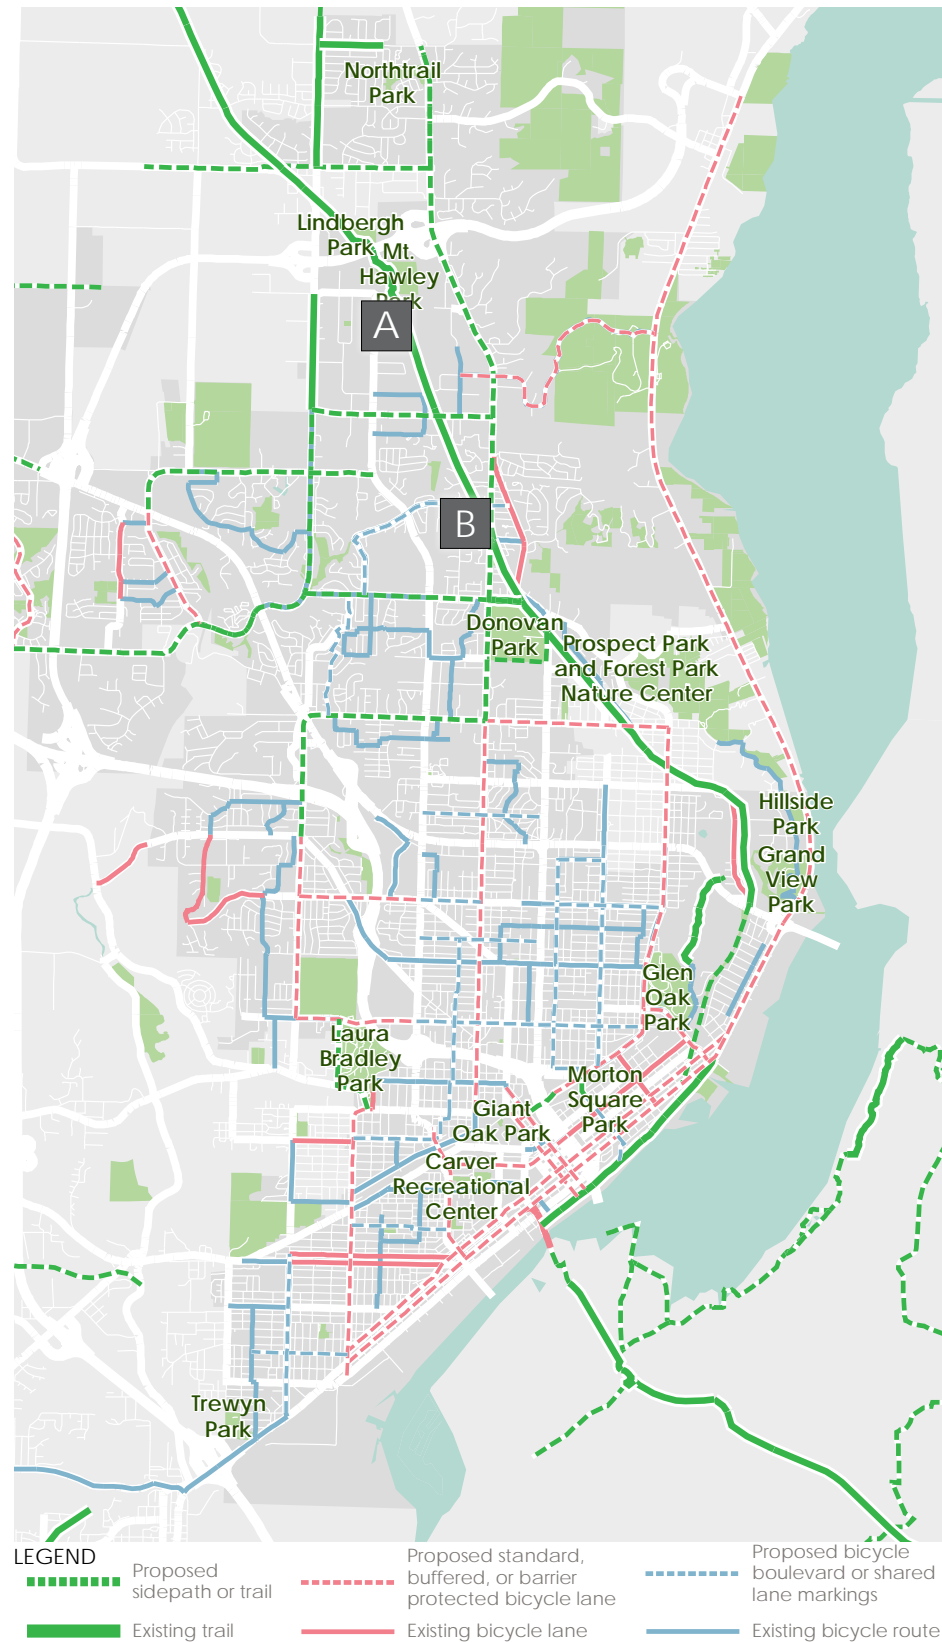 Northtrail
Park
Lindbergh
Park
Mt.
Hawley
Park
A
B
Donovan
Park
Prospect Park
and Forest Park
Nature Center
Hillside
Park
Grand
View
Park
Glen
Oak
Park
Laura
Bradley
Park
Morton
Square
Park
Giant
Oak Park
Carver
Recreational
Center
Trewyn
Park
LEGEND
Proposed
sidepath or trail
Proposed standard,
buffered, or barrier
protected bicycle lane
Proposed bicycle
boulevard or shared
lane markings
Existing trail
Existing bicycle lane
Existing bicycle route